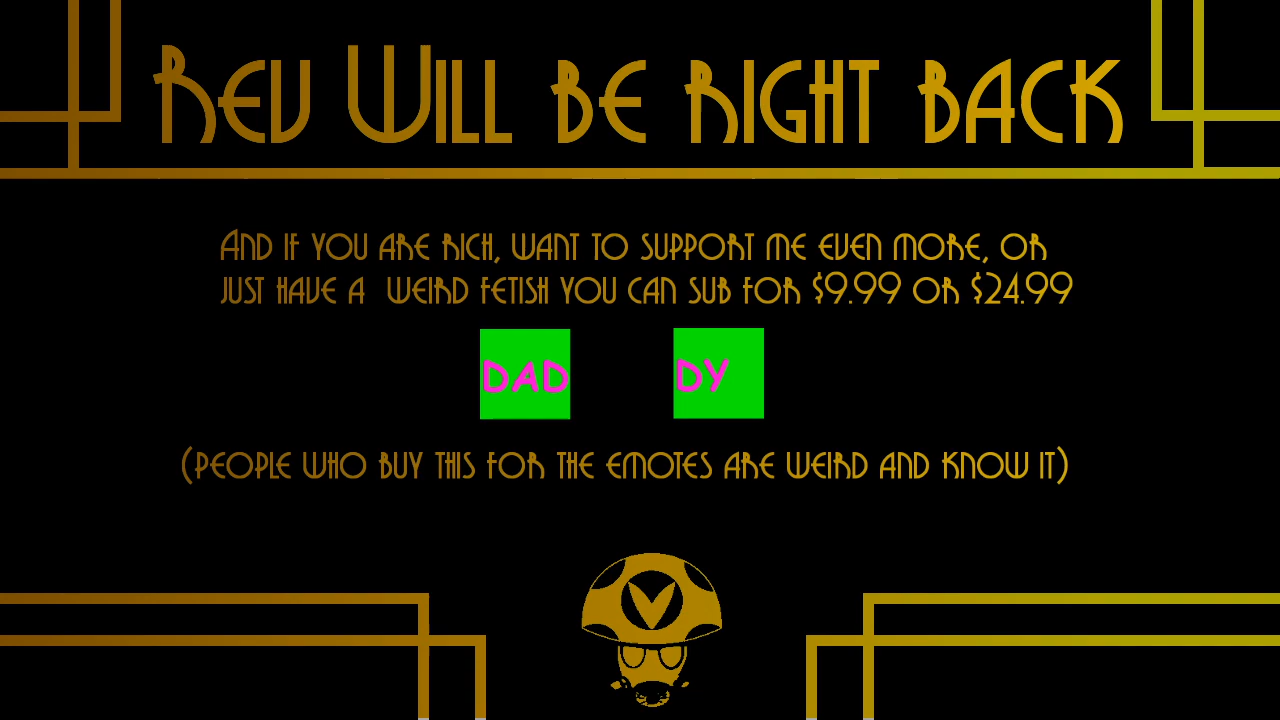 Rev Will be right back
And if you are rich, want to support me even more, or
just have a weird fetish you can sub for $9.99 or $24.99
DAD DY
(people who buy this for the emotes are weird and know it)